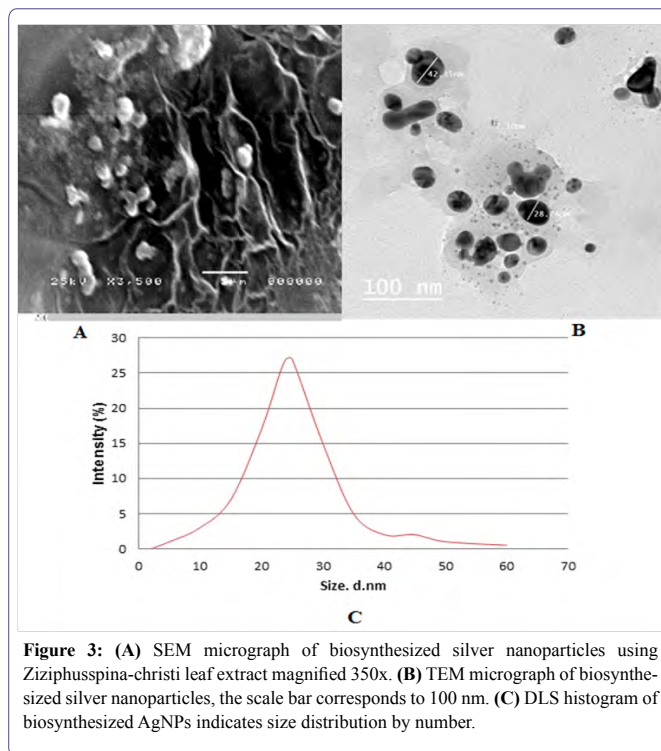 42.45nm
28.
25kV X3,500 5µm 000000
100 nm
A
B
30
25
20
15
10
5
0
Intensity (%)
0 10 20 30 40 50 60 70
Size. d.nm
C
Figure 3: (A) SEM micrograph of biosynthesized silver nanoparticles using
Ziziphusspina-christi leaf extract magnified 350x. (B) TEM micrograph of biosynthe-
sized silver nanoparticles, the scale bar corresponds to 100 nm. (C) DLS histogram of
biosynthesized AgNPs indicates size distribution by number.